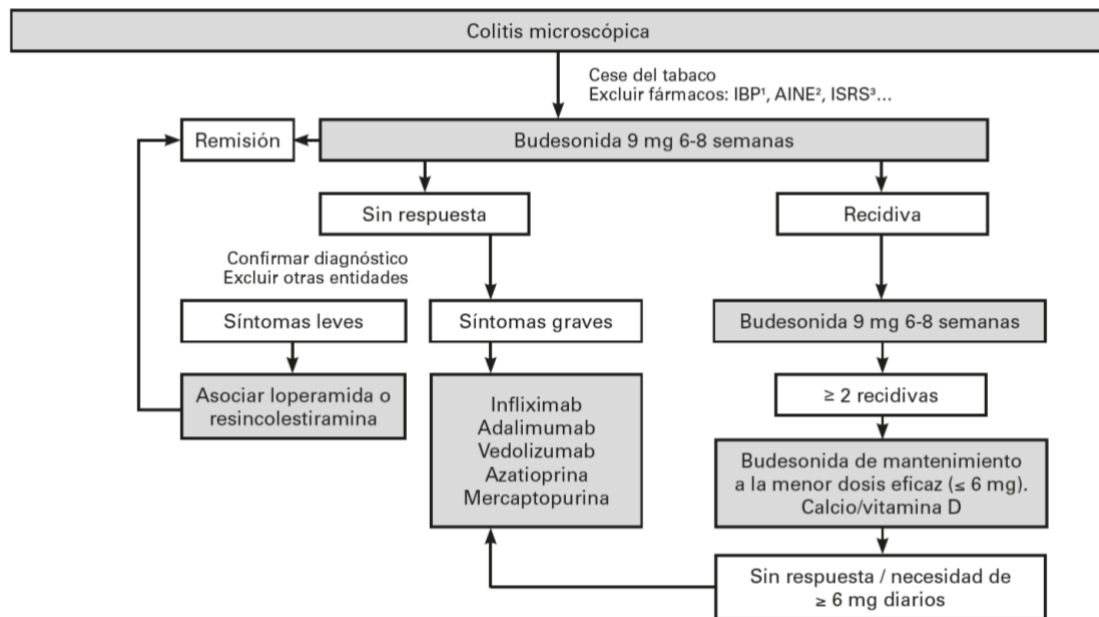 Colitis microscópica
Cese del tabaco
Excluir fármacos: IBP¹, AINE², ISRS³...
Remisión
Budesonida 9 mg 6-8 semanas
Sin respuesta
Recidiva
Confirmar diagnóstico
Excluir otras entidades
Síntomas leves
Síntomas graves
Budesonida 9 mg 6-8 semanas
Asociar loperamida o
resincolestiramina
Infliximab
Adalimumab
Vedolizumab
Azatioprina
Mercaptopurina
≥ 2 recidivas
Budesonida de mantenimiento
a la menor dosis eficaz (≤ 6 mg).
Calcio/vitamina D
Sin respuesta / necesidad de
≥ 6 mg diarios